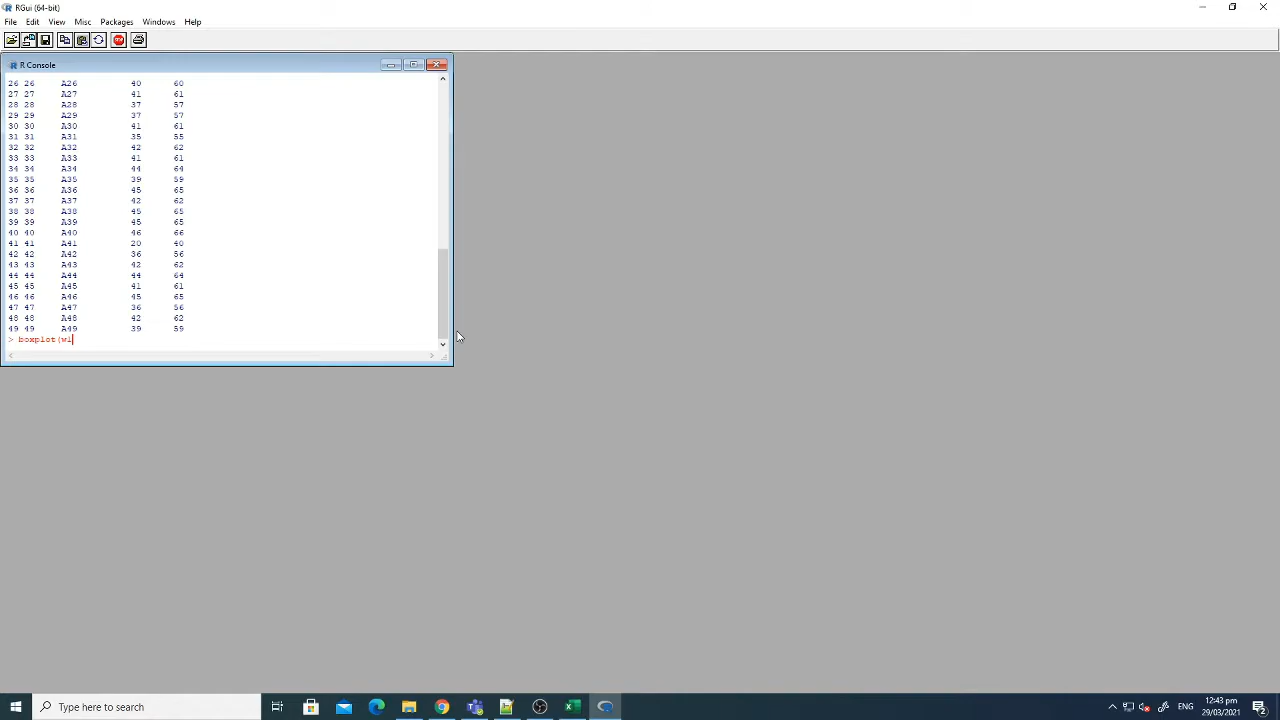 RGui (64-bit)
File Edit View Misc Packages Windows Help
STOP
R Console
26 26 A26 40 60
27 27 A27 41 61
28 28 A28 37 57
29 29 A29 37 57
30 30 A30 41 61
31 31 A31 35 55
32 32 A32 42 62
33 33 A33 41 61
34 34 A34 44 64
35 35 A35 39 59
36 36 A36 45 65
37 37 A37 42 62
38 38 A38 45 65
39 39 A39 45 65
40 40 A40 46 66
41 41 A41 20 40
42 42 A42 36 56
43 43 A43 42 62
44 44 A44 44 64
45 45 A45 41 61
46 46 A46 45 65
47 47 A47 36 56
48 48 A48 42 62
49 49 A49 39 59
> boxplot(wl
Type here to search
ENG
12:43 pm
29/03/2021
2